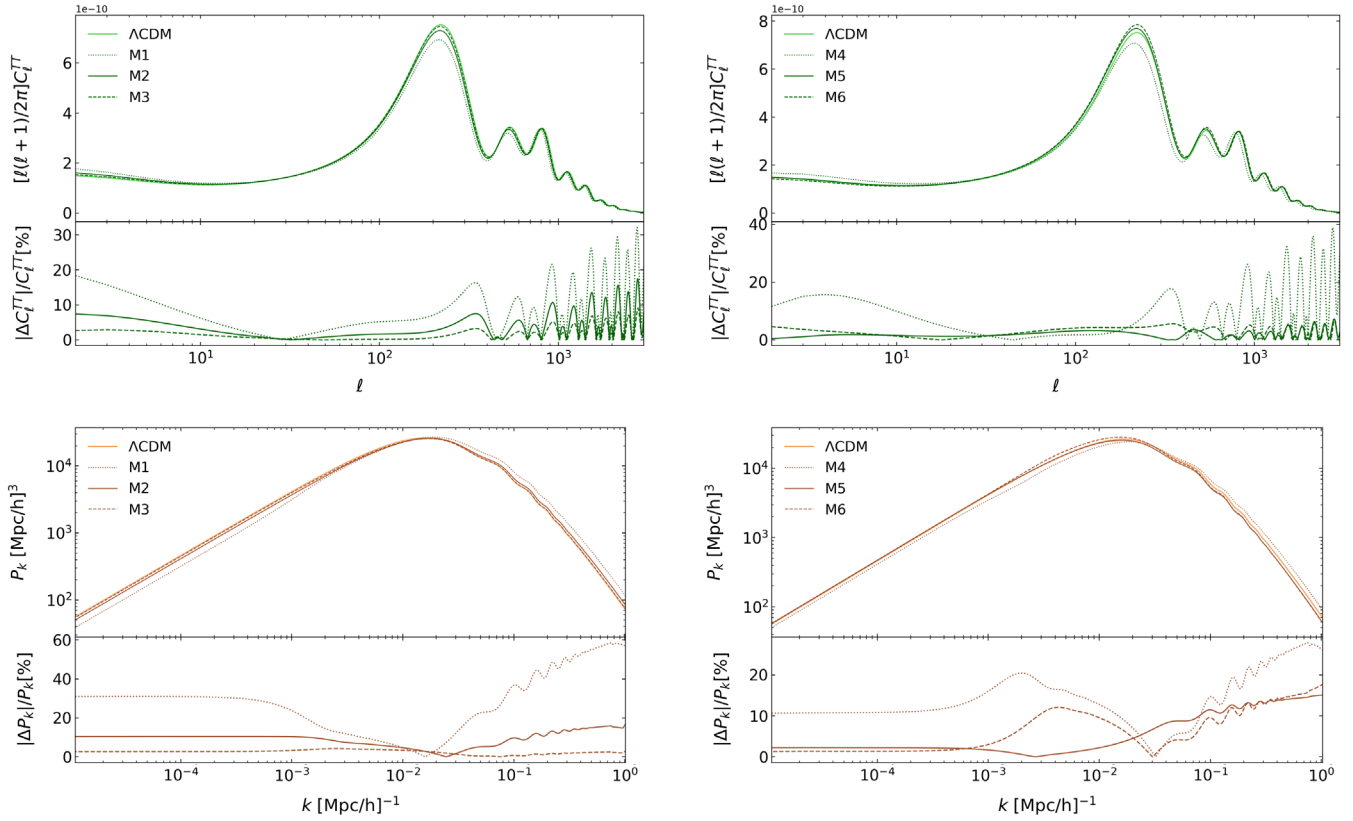 1e−10
[ℓ(ℓ + 1)/2π]C_ℓ^{TT}
6
4
2
0
ΛCDM
M1
M2
M3
|ΔC_ℓ^{TT}|/C_ℓ^{TT}[%]
30
20
10
0
10^1
10^2
10^3
ℓ
1e−10
[ℓ(ℓ + 1)/2π]C_ℓ^{TT}
8
6
4
2
0
ΛCDM
M4
M5
M6
|ΔC_ℓ^{TT}|/C_ℓ^{TT}[%]
40
20
0
10^1
10^2
10^3
ℓ
P_k [Mpc/h]^3
10^4
10^3
10^2
ΛCDM
M1
M2
M3
|ΔP_k|/P_k[%]
60
40
20
0
10^{−4}
10^{−3}
10^{−2}
10^{−1}
10^0
k [Mpc/h]^{−1}
P_k [Mpc/h]^3
10^4
10^3
10^2
ΛCDM
M4
M5
M6
|ΔP_k|/P_k[%]
20
10
0
10^{−4}
10^{−3}
10^{−2}
10^{−1}
10^0
k [Mpc/h]^{−1}